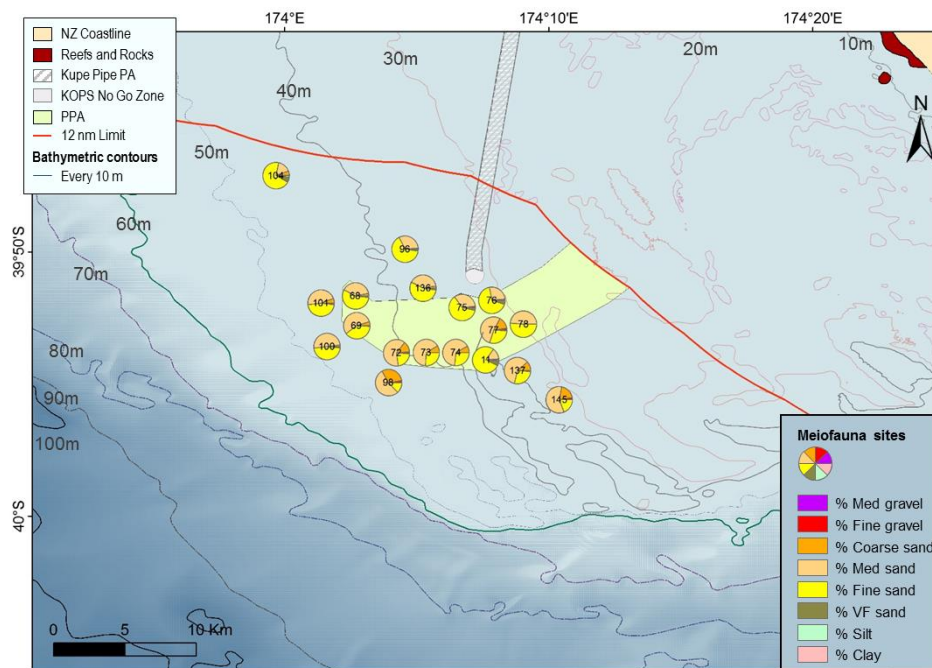 174°E
174°10'E
174°20'E
NZ Coastline
Reefs and Rocks
Kupe Pipe PA
KOPS No Go Zone
PPA
12 nm Limit
Bathymetric contours
Every 10 m
10m
20m
30m
40m
50m
60m
70m
80m
90m
100m
N
39°50'S
40°S
104
96
136
68
101
75
76
69
77
78
100
72
73
74
11
137
98
145
0 5 10 Km
Meiofauna sites
% Med gravel
% Fine gravel
% Coarse sand
% Med sand
% Fine sand
% VF sand
% Silt
% Clay